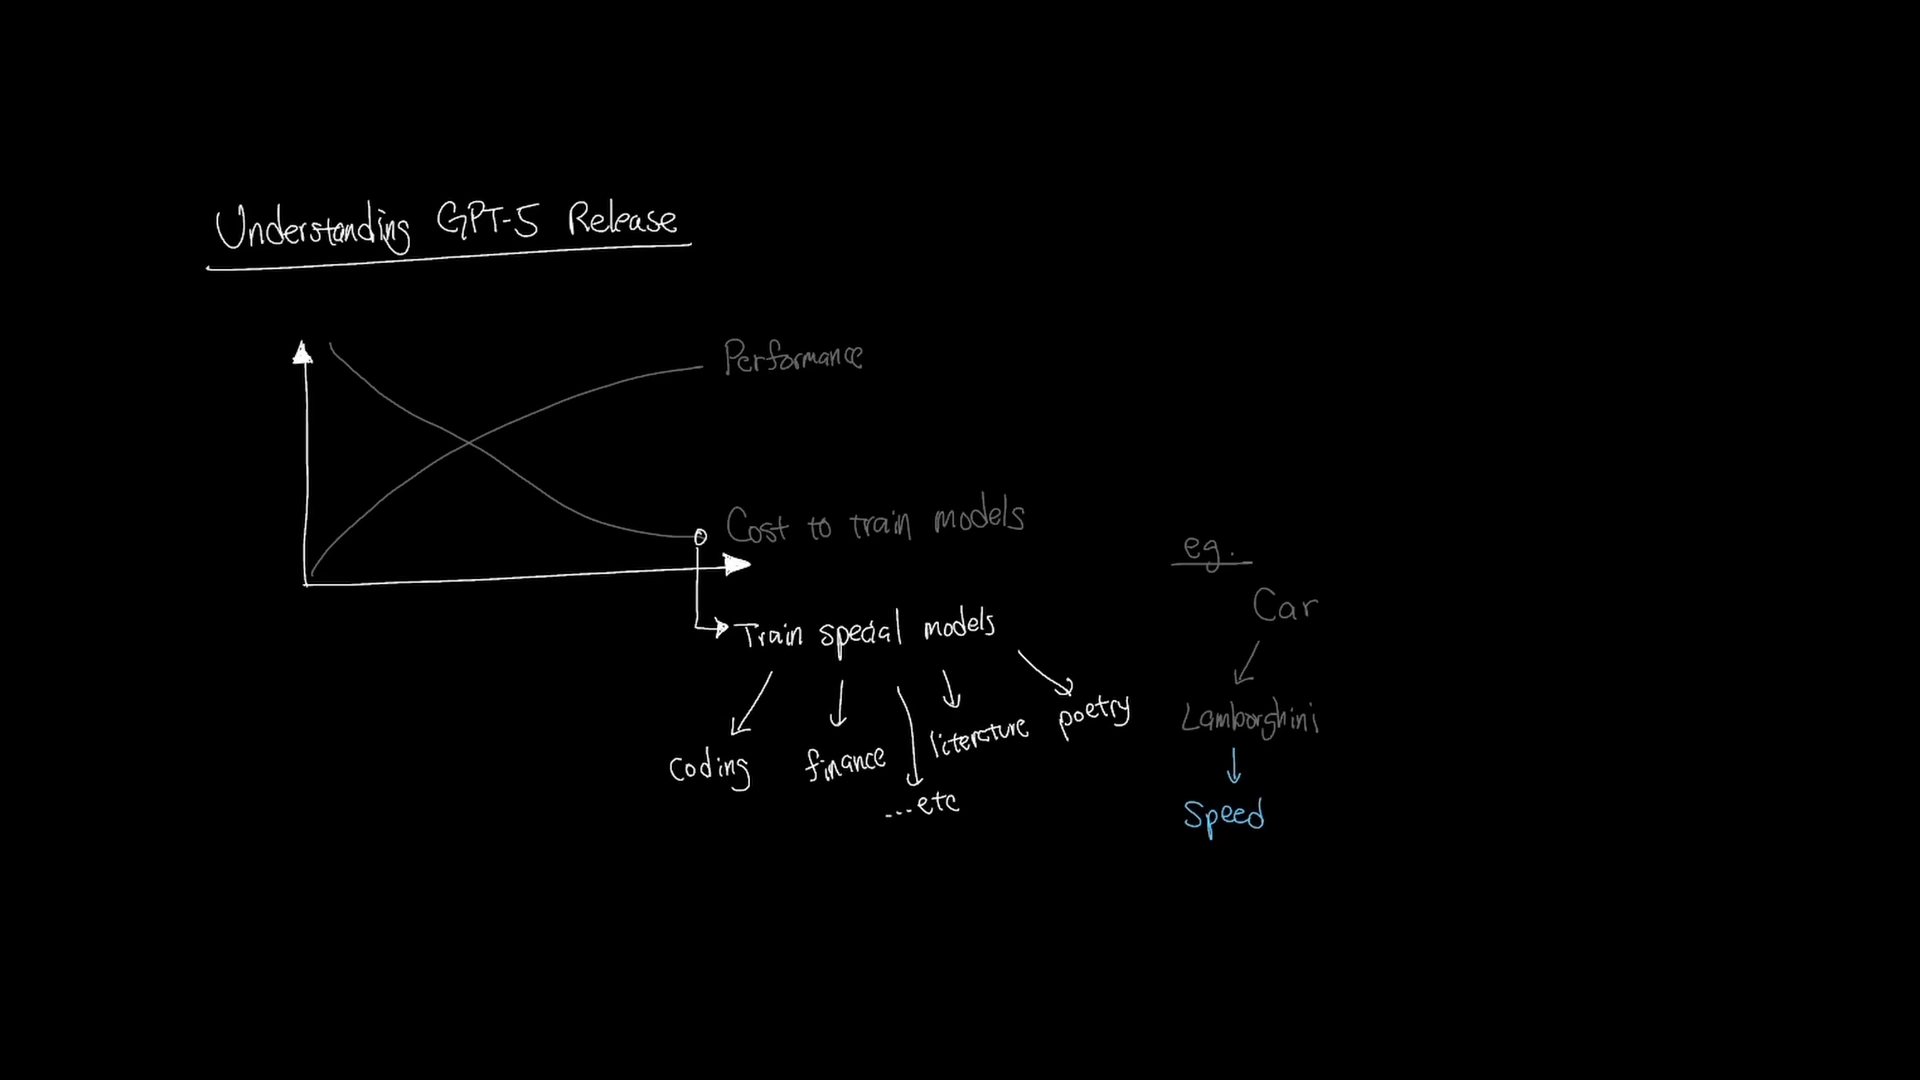 Understanding GPT-5 Release
Performance
Cost to train models
Train special models
Coding
finance
literature
poetry
...etc
eg.
Car
Lamborghini
Speed